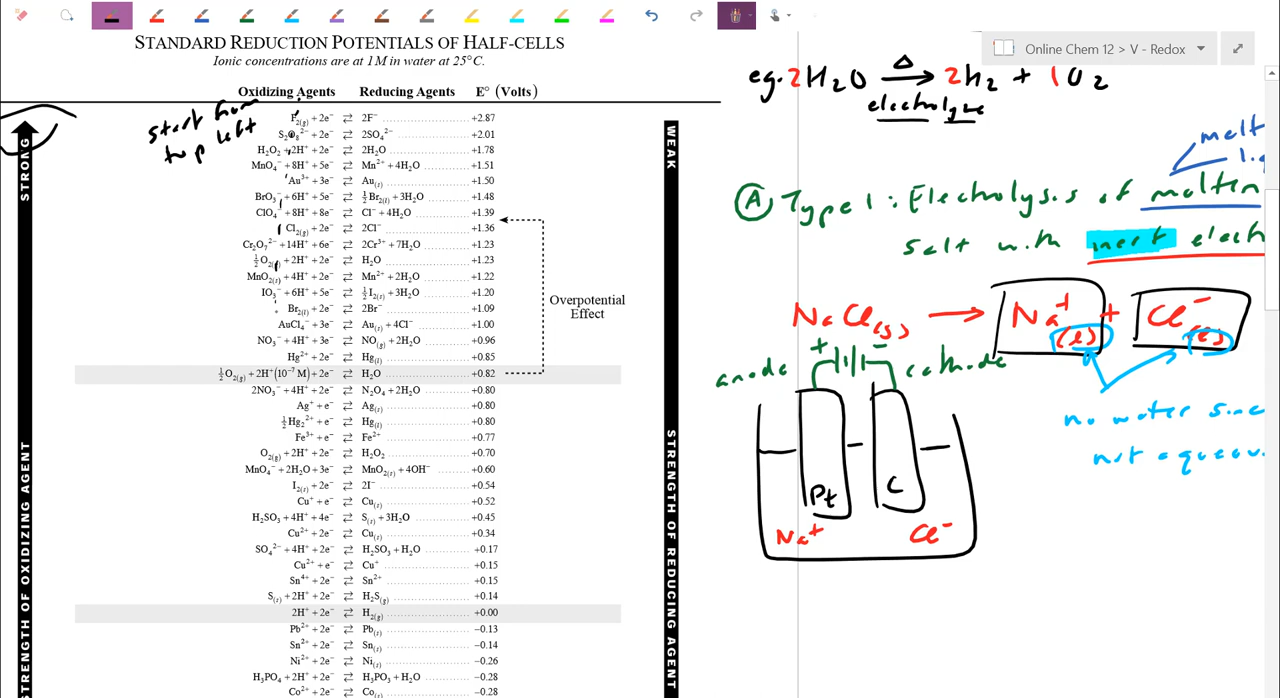 STANDARD REDUCTION POTENTIALS OF HALF-CELLS
Ionic concentrations are at 1M in water at 25°C.
Oxidizing Agents Reducing Agents E° (Volts)
F₂(g) + 2e⁻ ⇄ 2F⁻ +2.87
S₂O₈²⁻ + 2e⁻ ⇄ 2SO₄²⁻ +2.01
H₂O₂ + 2H⁺ + 2e⁻ ⇄ 2H₂O +1.78
MnO₄⁻ + 8H⁺ + 5e⁻ ⇄ Mn²⁺ + 4H₂O +1.51
Au³⁺ + 3e⁻ ⇄ Au(s) +1.50
BrO₃⁻ + 6H⁺ + 5e⁻ ⇄ ½Br₂(l) + 3H₂O +1.48
ClO₄⁻ + 8H⁺ + 8e⁻ ⇄ Cl⁻ + 4H₂O +1.39
Cl₂(g) + 2e⁻ ⇄ 2Cl⁻ +1.36
Cr₂O₇²⁻ + 14H⁺ + 6e⁻ ⇄ 2Cr³⁺ + 7H₂O +1.23
½O₂(g) + 2H⁺ + 2e⁻ ⇄ H₂O +1.23
MnO₂(s) + 4H⁺ + 2e⁻ ⇄ Mn²⁺ + 2H₂O +1.22
IO₃⁻ + 6H⁺ + 5e⁻ ⇄ ½I₂(s) + 3H₂O +1.20
Br₂(l) + 2e⁻ ⇄ 2Br⁻ +1.09
AuCl₄⁻ + 3e⁻ ⇄ Au(s) + 4Cl⁻ +1.00
NO₃⁻ + 4H⁺ + 3e⁻ ⇄ NO(g) + 2H₂O +0.96
Hg²⁺ + 2e⁻ ⇄ Hg(l) +0.85
½O₂(g) + 2H⁺(10⁻⁷ M) + 2e⁻ ⇄ H₂O +0.82
2NO₃⁻ + 4H⁺ + 2e⁻ ⇄ N₂O₄ + 2H₂O +0.80
Ag⁺ + e⁻ ⇄ Ag(s) +0.80
½Hg₂²⁺ + e⁻ ⇄ Hg(l) +0.80
Fe³⁺ + e⁻ ⇄ Fe²⁺ +0.77
O₂(g) + 2H⁺ + 2e⁻ ⇄ H₂O₂ +0.70
MnO₄⁻ + 2H₂O + 3e⁻ ⇄ MnO₂(s) + 4OH⁻ +0.60
I₂(s) + 2e⁻ ⇄ 2I⁻ +0.54
Cu⁺ + e⁻ ⇄ Cu(s) +0.52
H₂SO₃ + 4H⁺ + 4e⁻ ⇄ S(s) + 3H₂O +0.45
Cu²⁺ + 2e⁻ ⇄ Cu(s) +0.34
SO₄²⁻ + 4H⁺ + 2e⁻ ⇄ H₂SO₃ + H₂O +0.17
Cu²⁺ + e⁻ ⇄ Cu⁺ +0.15
Sn⁴⁺ + 2e⁻ ⇄ Sn²⁺ +0.15
S(s) + 2H⁺ + 2e⁻ ⇄ H₂S(g) +0.14
2H⁺ + 2e⁻ ⇄ H₂(g) +0.00
Pb²⁺ + 2e⁻ ⇄ Pb(s) −0.13
Sn²⁺ + 2e⁻ ⇄ Sn(s) −0.14
Ni²⁺ + 2e⁻ ⇄ Ni(s) −0.26
H₃PO₄ + 2H⁺ + 2e⁻ ⇄ H₃PO₃ + H₂O −0.28
Co²⁺ + 2e⁻ ⇄ Co(s) −0.28
Overpotential
Effect
STRONG
STRENGTH OF OXIDIZING AGENT
WEAK
STRENGTH OF REDUCING AGENT
start from
top left
Online Chem 12 > V - Redox
eg. 2H₂O →Δ 2H₂ + 1O₂
electrolyze
melt
(A) Type 1: Electrolysis of molten
salt with inert elect
NaCl(s) → Na⁺(l) + Cl⁻(l)
anode + − cathode
no water sinc
not aqueou
Pt C
Na⁺ Cl⁻